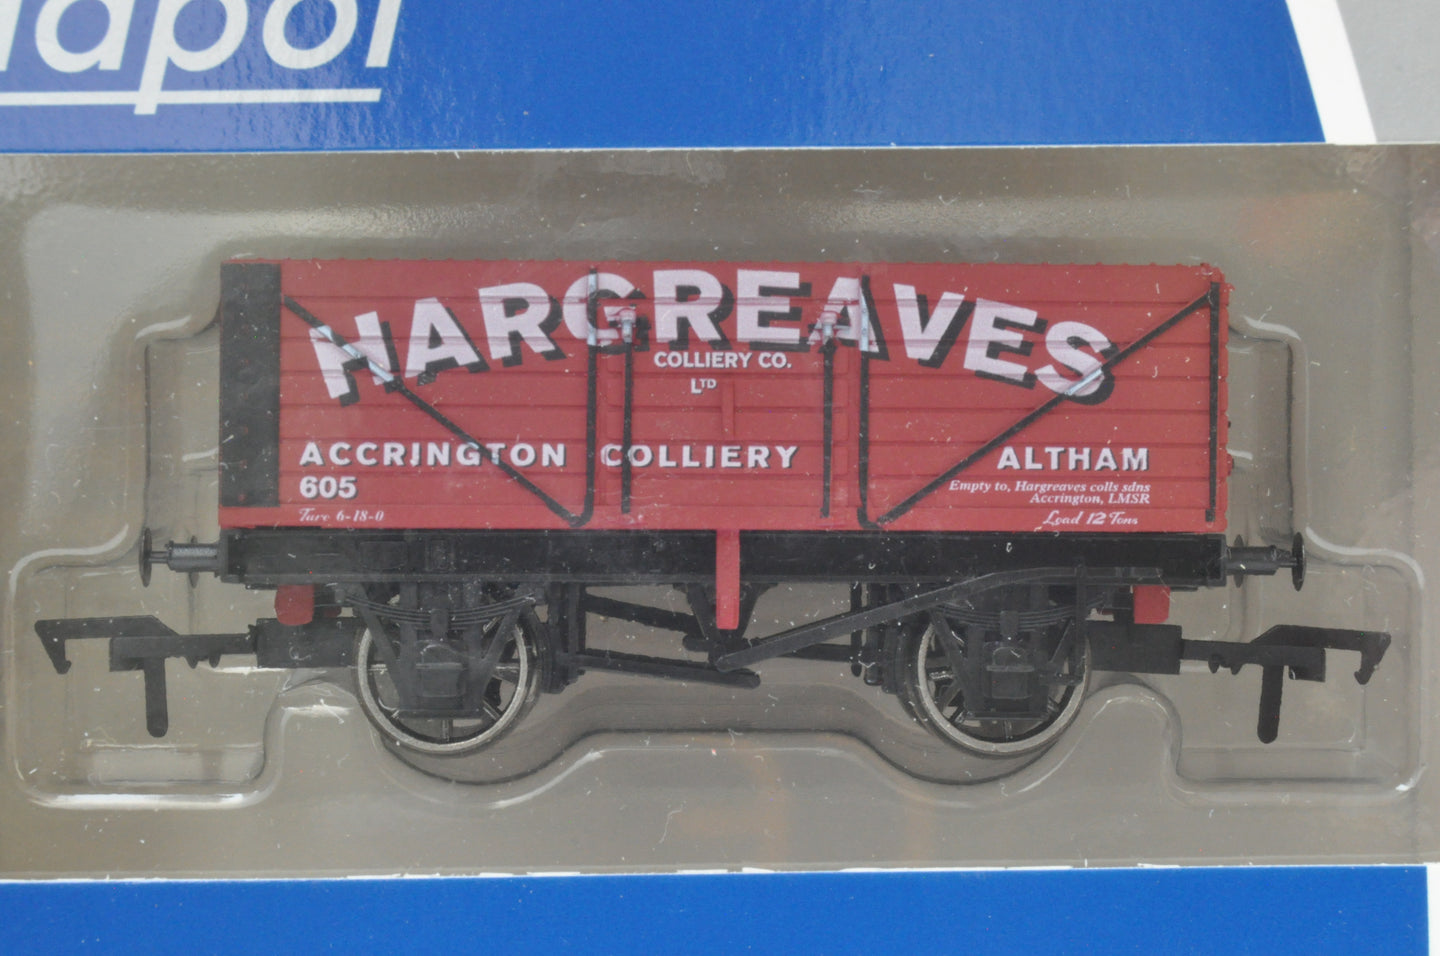 dapol
HARGREAVES
COLLIERY CO.
LTD
ACCRINGTON COLLIERY
ALTHAM
605
Empty to, Hargreaves colls sdns
Accrington, LMSR
Tare 6-18-0
Load 12 Tons